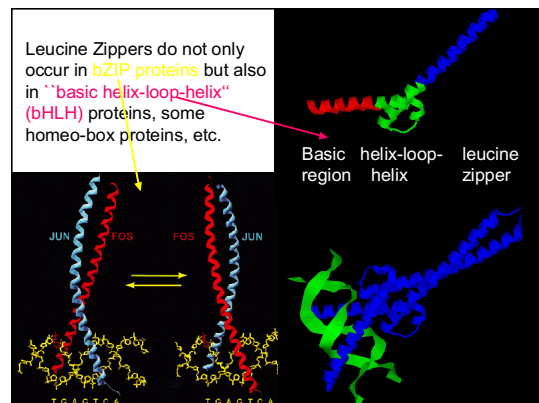 Leucine Zippers do not only
occur in bZIP proteins but also
in ``basic helix-loop-helix“
(bHLH) proteins, some
homeo-box proteins, etc.
Basic helix-loop- leucine
region helix zipper
JUN FOS FOS JUN
T G A G T C A